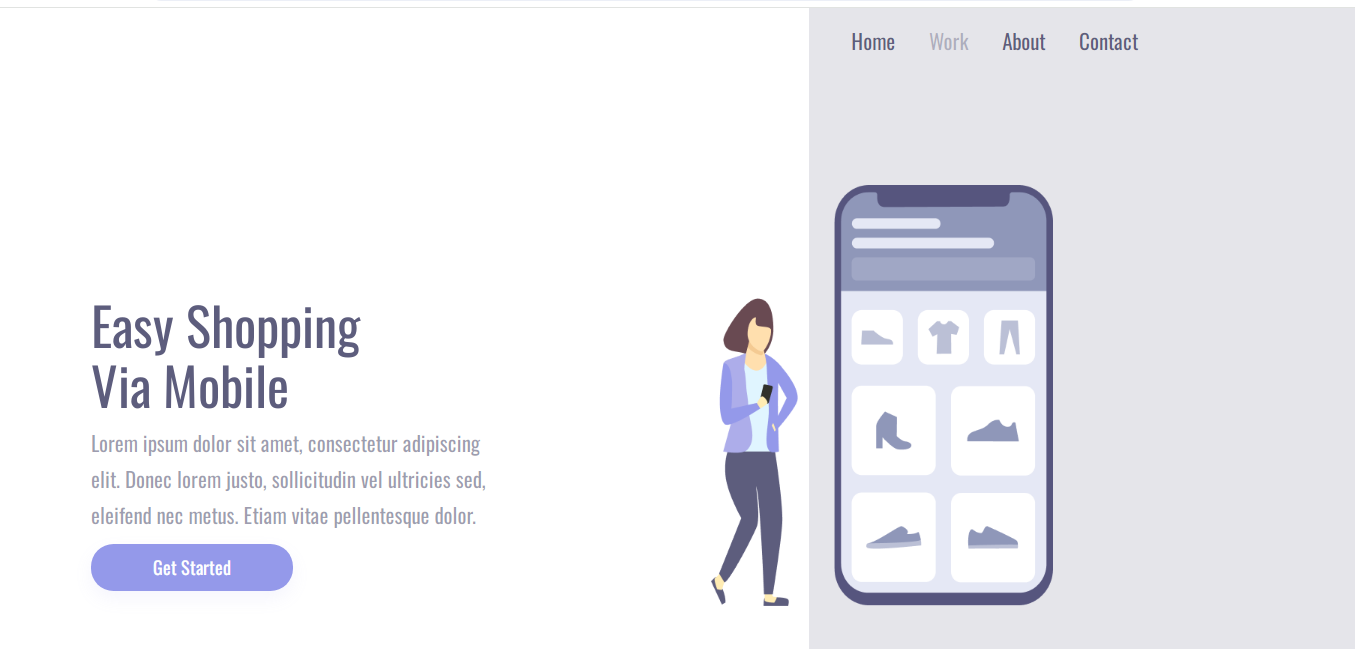 Home Work About Contact
Easy Shopping
Via Mobile
Lorem ipsum dolor sit amet, consectetur adipiscing
elit. Donec lorem justo, sollicitudin vel ultricies sed,
eleifend nec metus. Etiam vitae pellentesque dolor.
Get Started